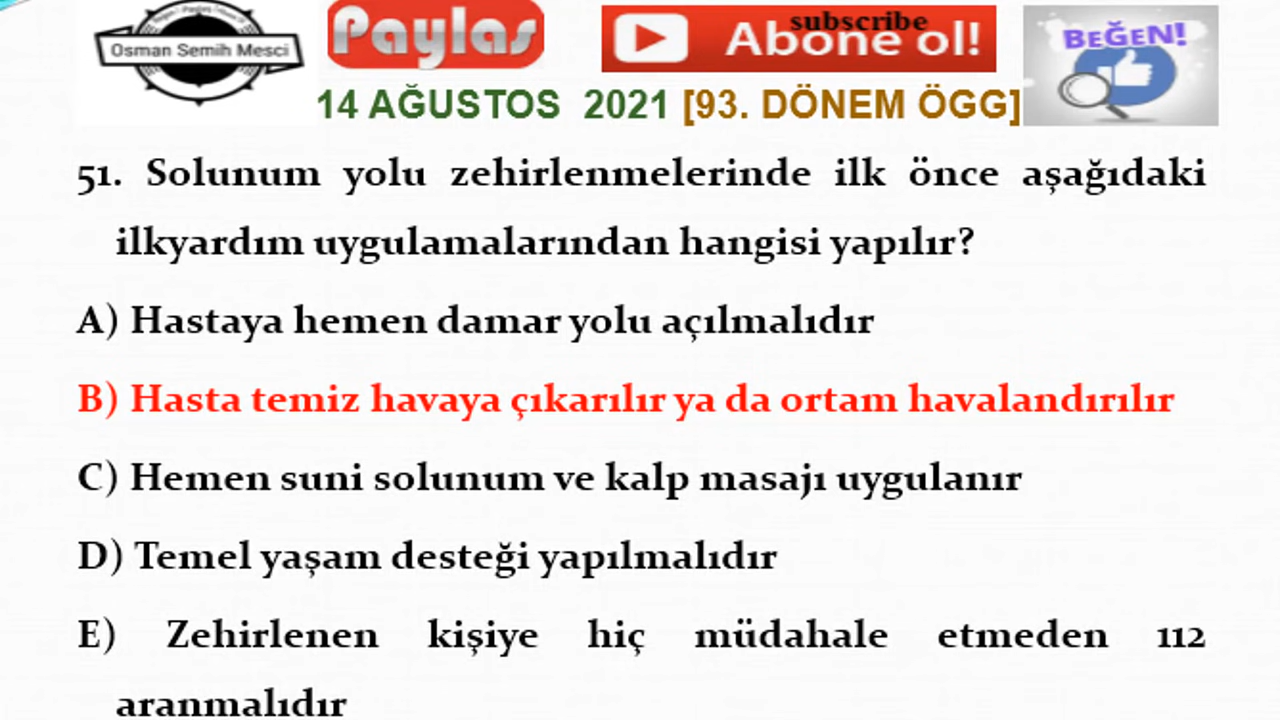 Osman Semih Mesci
Paylas
subscribe
Abone ol!
BEĞEN!
14 AĞUSTOS 2021 [93. DÖNEM ÖGG]
51. Solunum yolu zehirlenmelerinde ilk önce aşağıdaki
ilkyardım uygulamalarından hangisi yapılır?
A) Hastaya hemen damar yolu açılmalıdır
B) Hasta temiz havaya çıkarılır ya da ortam havalandırılır
C) Hemen suni solunum ve kalp masajı uygulanır
D) Temel yaşam desteği yapılmalıdır
E) Zehirlenen kişiye hiç müdahale etmeden 112
aranmalıdır